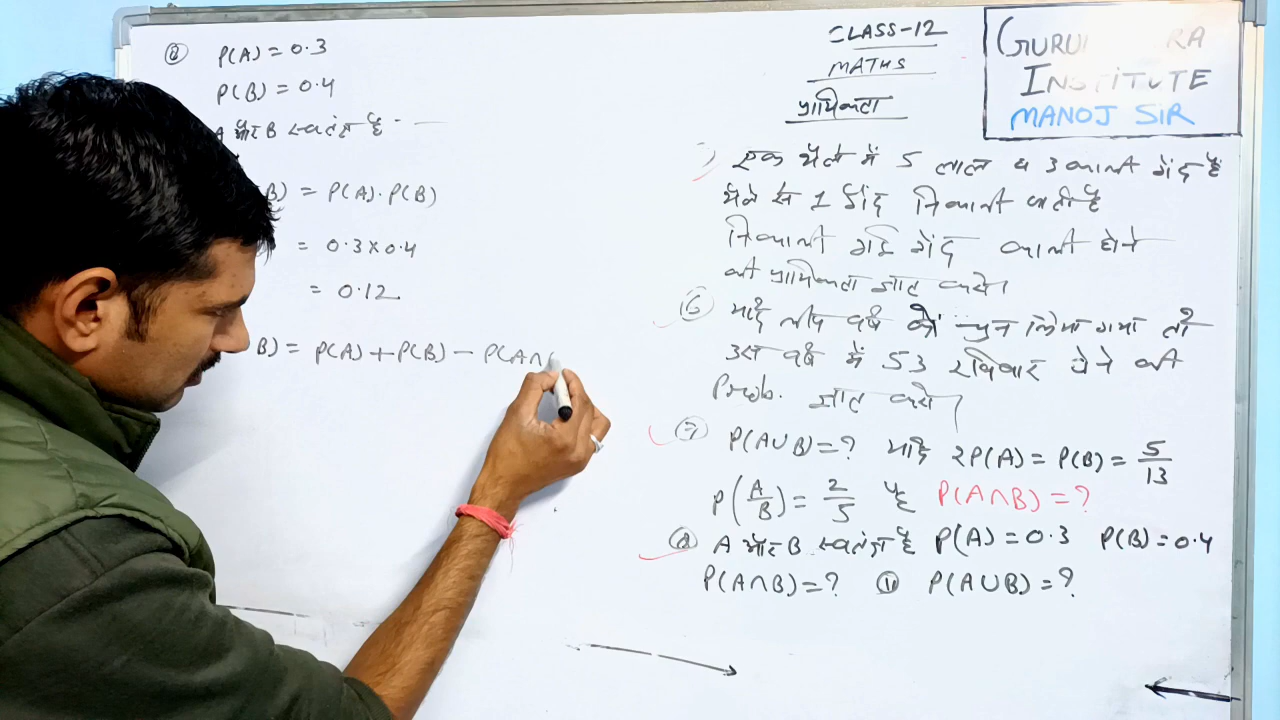 ⑧ P(A) = 0.3
P(B) = 0.4
A और B स्वतंत्र है
B) = P(A).P(B)
= 0.3×0.4
= 0.12
B) = P(A)+P(B) - P(A∩
CLASS-12
MATHS
प्रायिकता
INSTITUTE
MANOJ SIR
एक थैले में 5 लाल व 3 काली गेंद है
थैले से 1 गेंद निकाली जाती है
निकाली गई गेंद काली होने
की प्रायिकता ज्ञात करो।
⑥ यदि लीप वर्ष को चुन लिया गया तो
उस वर्ष में 53 रविवार होने की
Prob. ज्ञात करो।
⑦ P(A∪B)=? यदि 2P(A) = P(B) = 5/13
P(A/B) = 2/5 है P(A∩B)=?
⑧ A और B स्वतंत्र है P(A)=0.3 P(B)=0.4
P(A∩B)=? ⑪ P(A∪B)=?